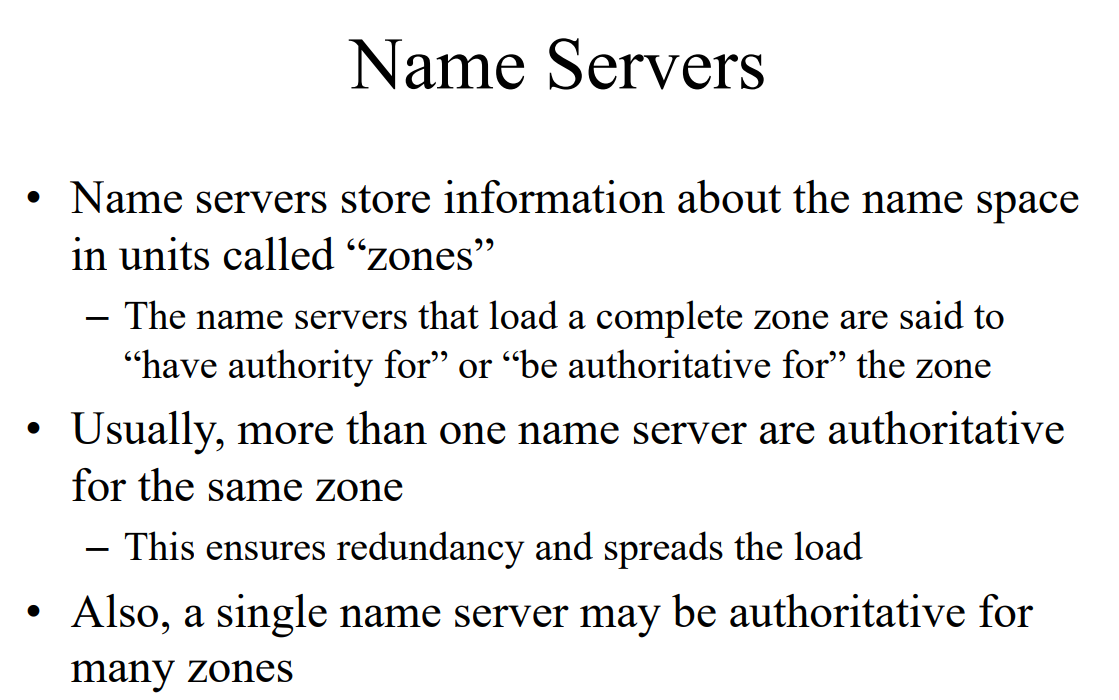 Name Servers
• Name servers store information about the name space
in units called “zones”
– The name servers that load a complete zone are said to
“have authority for” or “be authoritative for” the zone
• Usually, more than one name server are authoritative
for the same zone
– This ensures redundancy and spreads the load
• Also, a single name server may be authoritative for
many zones